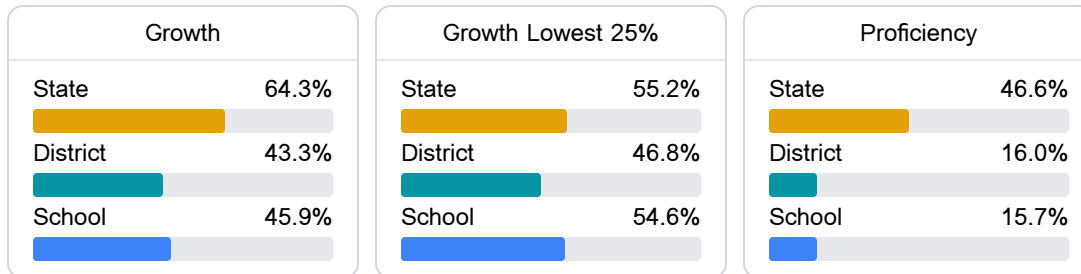 Growth
State 64.3%
District 43.3%
School 45.9%
Growth Lowest 25%
State 55.2%
District 46.8%
School 54.6%
Proficiency
State 46.6%
District 16.0%
School 15.7%